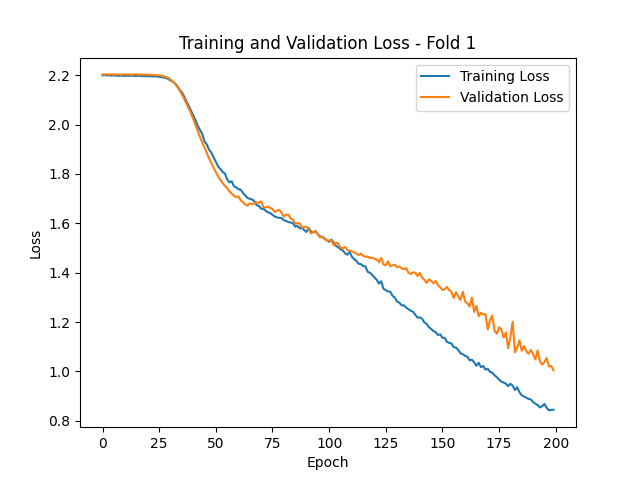 Training and Validation Loss - Fold 1
Training Loss
Validation Loss
2.2
2.0
1.8
1.6
1.4
1.2
1.0
0.8
Loss
0 25 50 75 100 125 150 175 200
Epoch